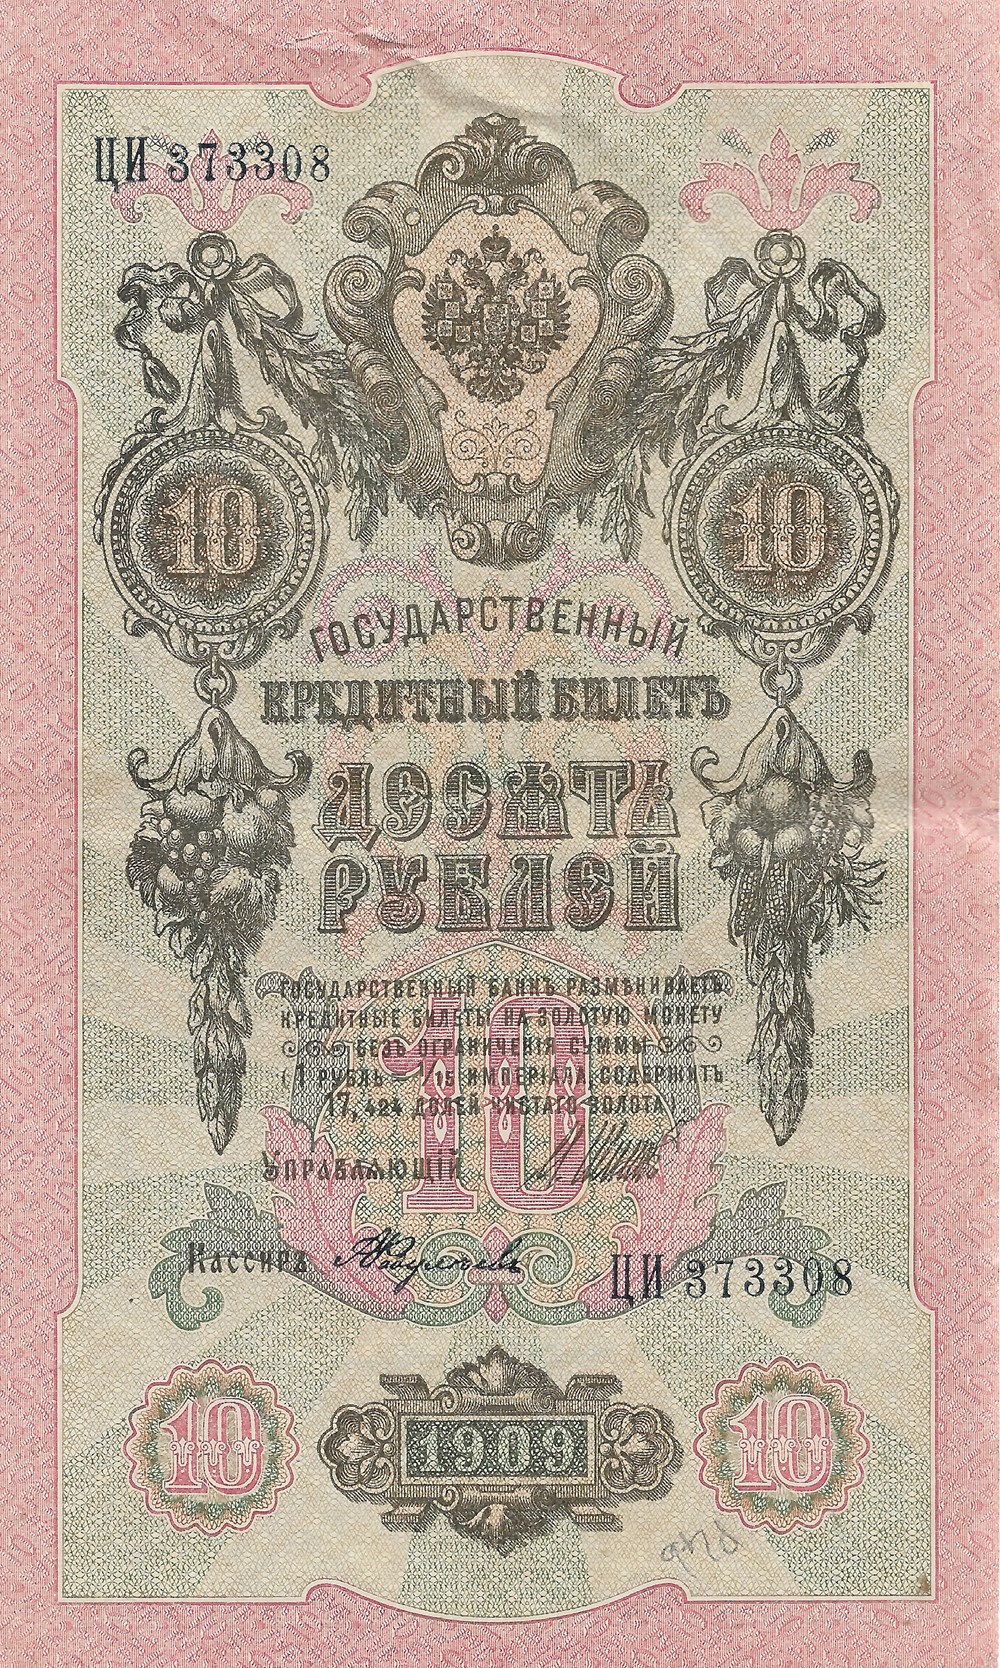 ЦИ 373308
10 10
ГОСУДАРСТВЕННЫЙ
КРЕДИТНЫЙ БИЛЕТЪ
ДЕСЯТЬ
РУБЛЕЙ
10
ГОСУДАРСТВЕННЫЙ БАНКЪ РАЗМѢНИВАЕТЪ
КРЕДИТНЫЕ БИЛЕТЫ НА ЗОЛОТУЮ МОНЕТУ
БЕЗЪ ОГРАНИЧЕНІЯ СУММЫ
(1 РУБЛЬ = 1/15 ИМПЕРІАЛА, СОДЕРЖИТЪ
17,424 ДОЛЕЙ ЧИСТАГО ЗОЛОТА)
УПРАВЛЯЮЩІЙ
Кассиръ
ЦИ 373308
10 1909 10